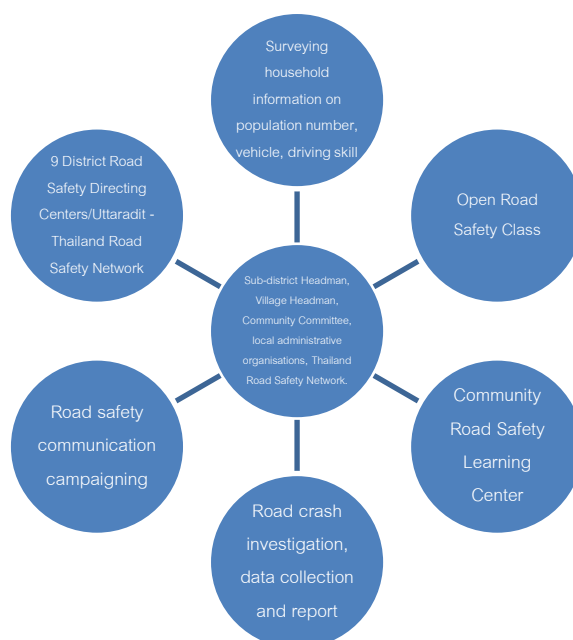 Surveying
household
information on
population number,
vehicle, driving skill
9 District Road
Safety Directing
Centers/Uttaradit -
Thailand Road
Safety Network
Open Road
Safety Class
Sub-district Headman,
Village Headman,
Community Committee,
local administrative
organisations, Thailand
Road Safety Network.
Road safety
communication
campaigning
Community
Road Safety
Learning
Center
Road crash
investigation,
data collection
and report